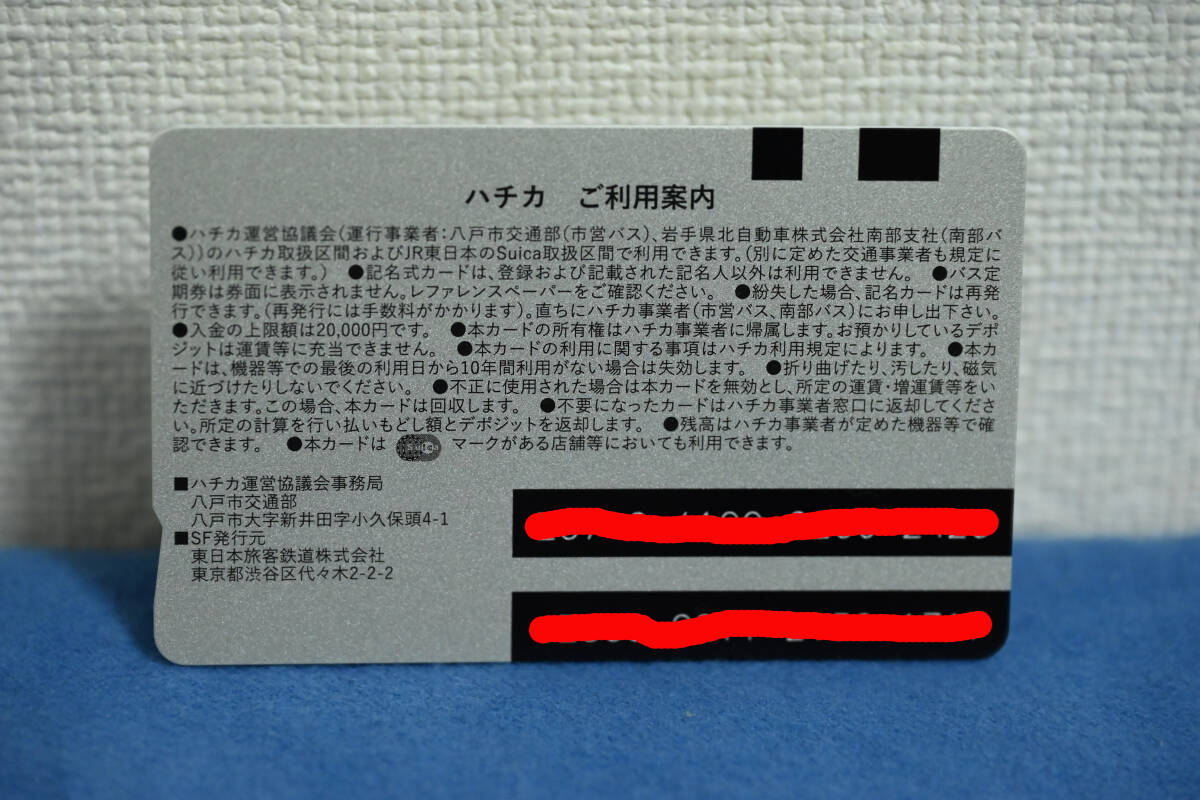 ハチカ　ご利用案内
●ハチカ運営協議会(運行事業者:八戸市交通部(市営バス)、岩手県北自動車株式会社南部支社(南部バ
ス))のハチカ取扱区間およびJR東日本のSuica取扱区間で利用できます。(別に定めた交通事業者も規定に
従い利用できます。) ●記名式カードは、登録および記載された記名人以外は利用できません。 ●バス定
期券は券面に表示されません。レファレンスペーパーをご確認ください。 ●紛失した場合、記名カードは再発
行できます。(再発行には手数料がかかります)。直ちにハチカ事業者(市営バス、南部バス)にお申し出下さい。
●入金の上限額は20,000円です。 ●本カードの所有権はハチカ事業者に帰属します。お預かりしているデポ
ジットは運賃等に充当できません。 ●本カードの利用に関する事項はハチカ利用規定によります。 ●本カ
ードは、機器等での最後の利用日から10年間利用がない場合は失効します。 ●折り曲げたり、汚したり、磁気
に近づけたりしないでください。 ●不正に使用された場合は本カードを無効とし、所定の運賃・増運賃等をい
ただきます。この場合、本カードは回収します。 ●不要になったカードはハチカ事業者窓口に返却してくださ
い。所定の計算を行い払いもどし額とデポジットを返却します。 ●残高はハチカ事業者が定めた機器等で確
認できます。 ●本カードは Suica マークがある店舗等においても利用できます。
■ハチカ運営協議会事務局
八戸市交通部
八戸市大字新井田字小久保頭4-1
■SF発行元
東日本旅客鉄道株式会社
東京都渋谷区代々木2-2-2